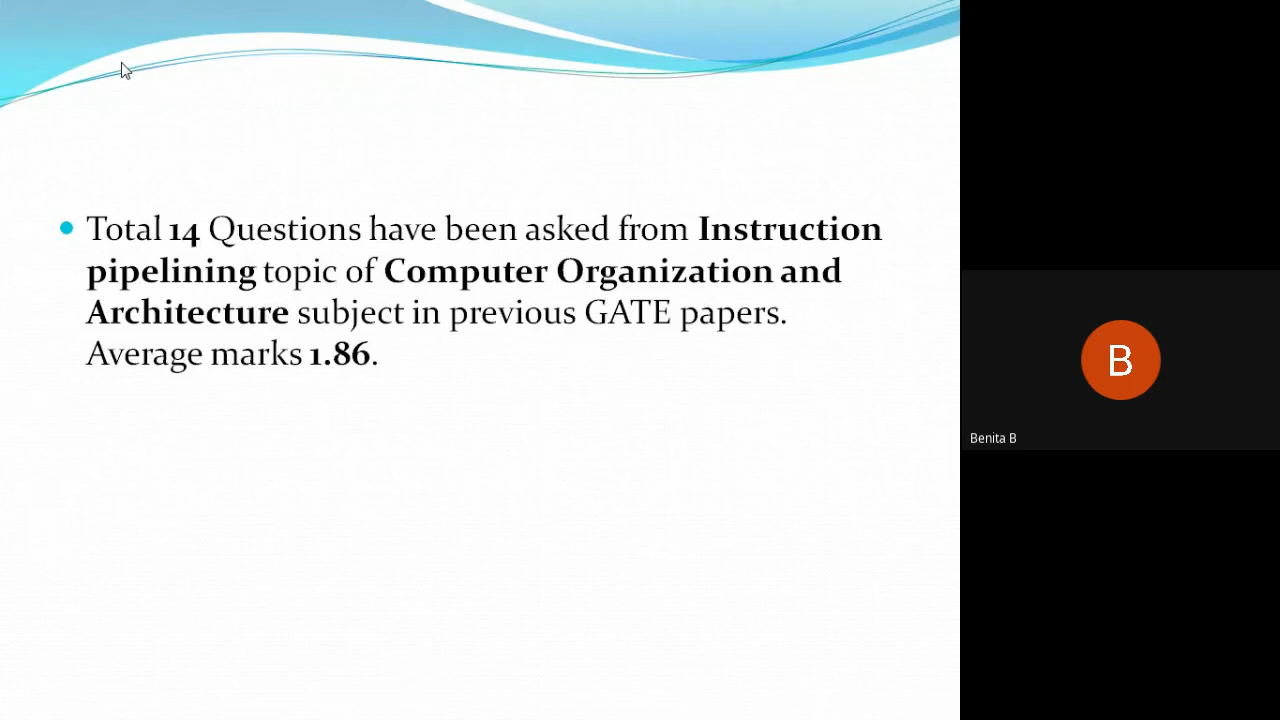 Total 14 Questions have been asked from Instruction
pipelining topic of Computer Organization and
Architecture subject in previous GATE papers.
Average marks 1.86.
B
Benita B